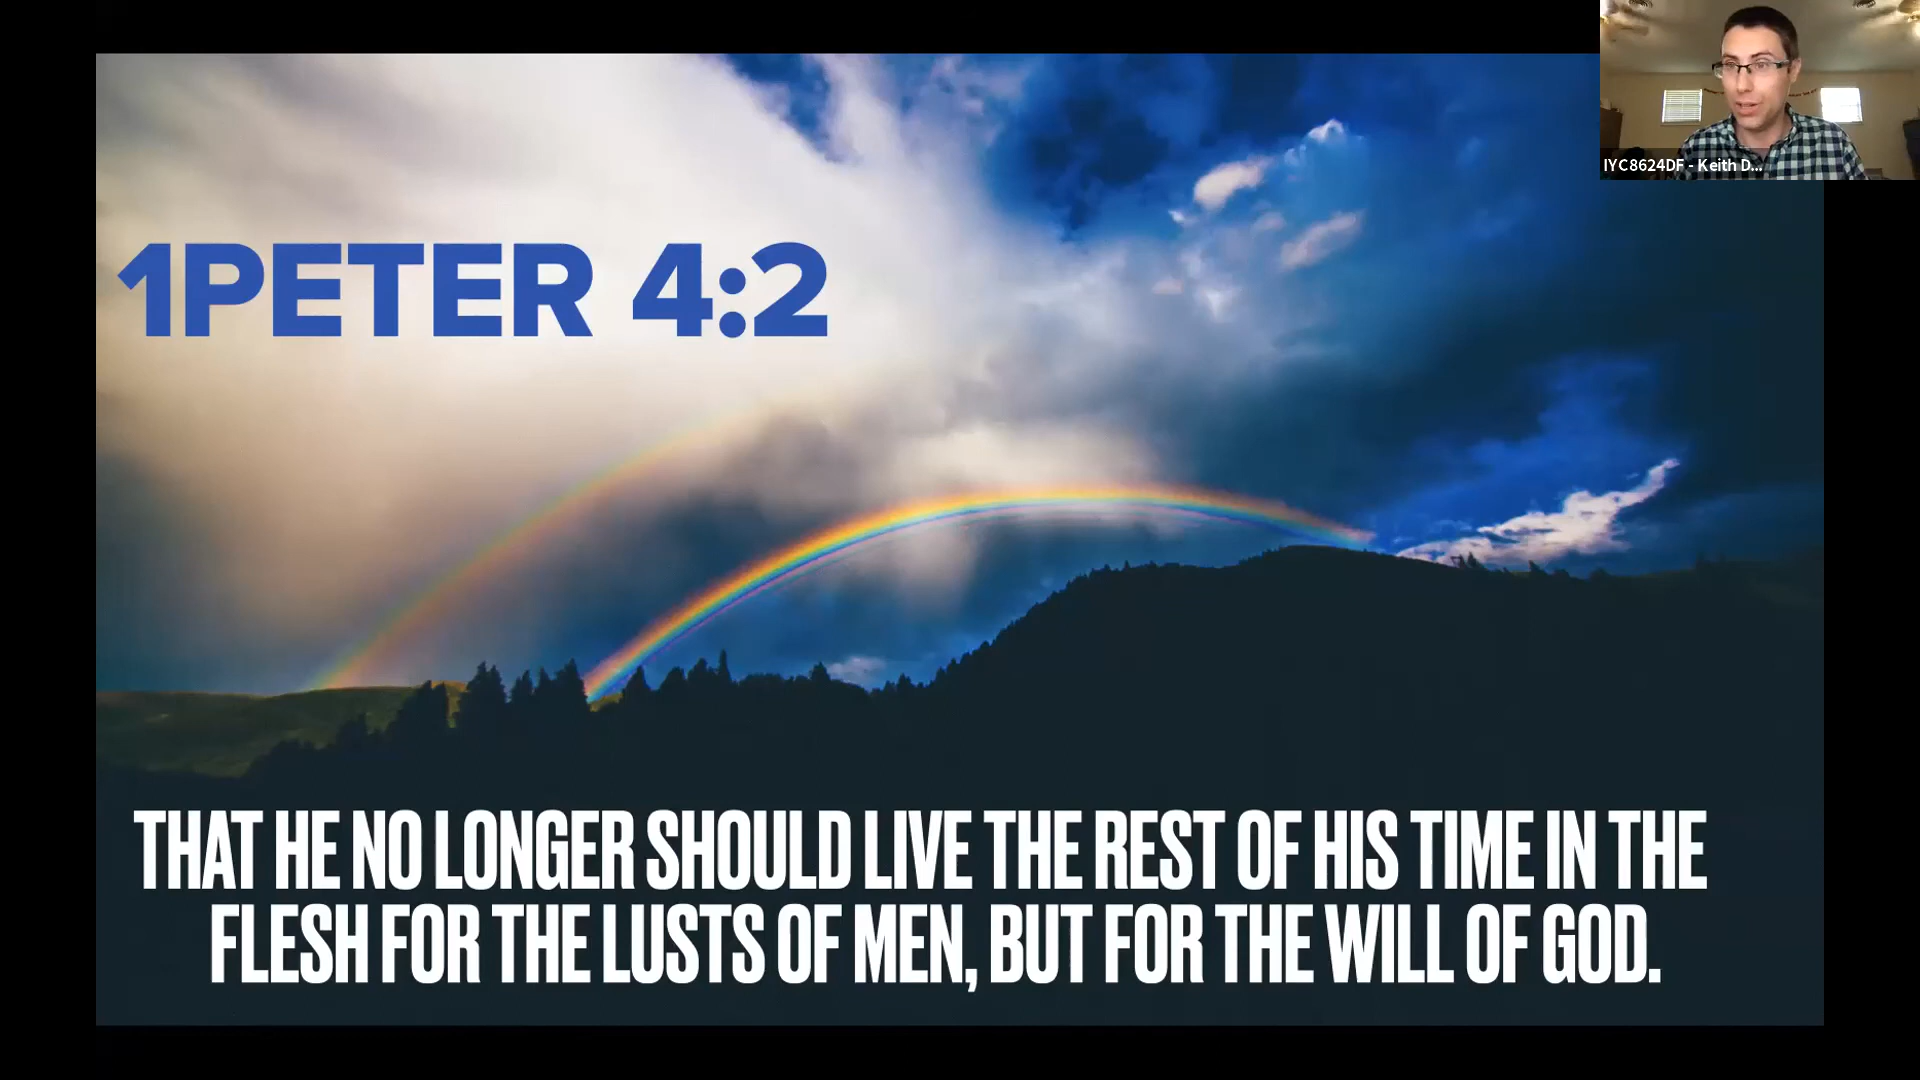 IYC8624DF - Keith D...
1PETER 4:2
THAT HE NO LONGER SHOULD LIVE THE REST OF HIS TIME IN THE
FLESH FOR THE LUSTS OF MEN, BUT FOR THE WILL OF GOD.